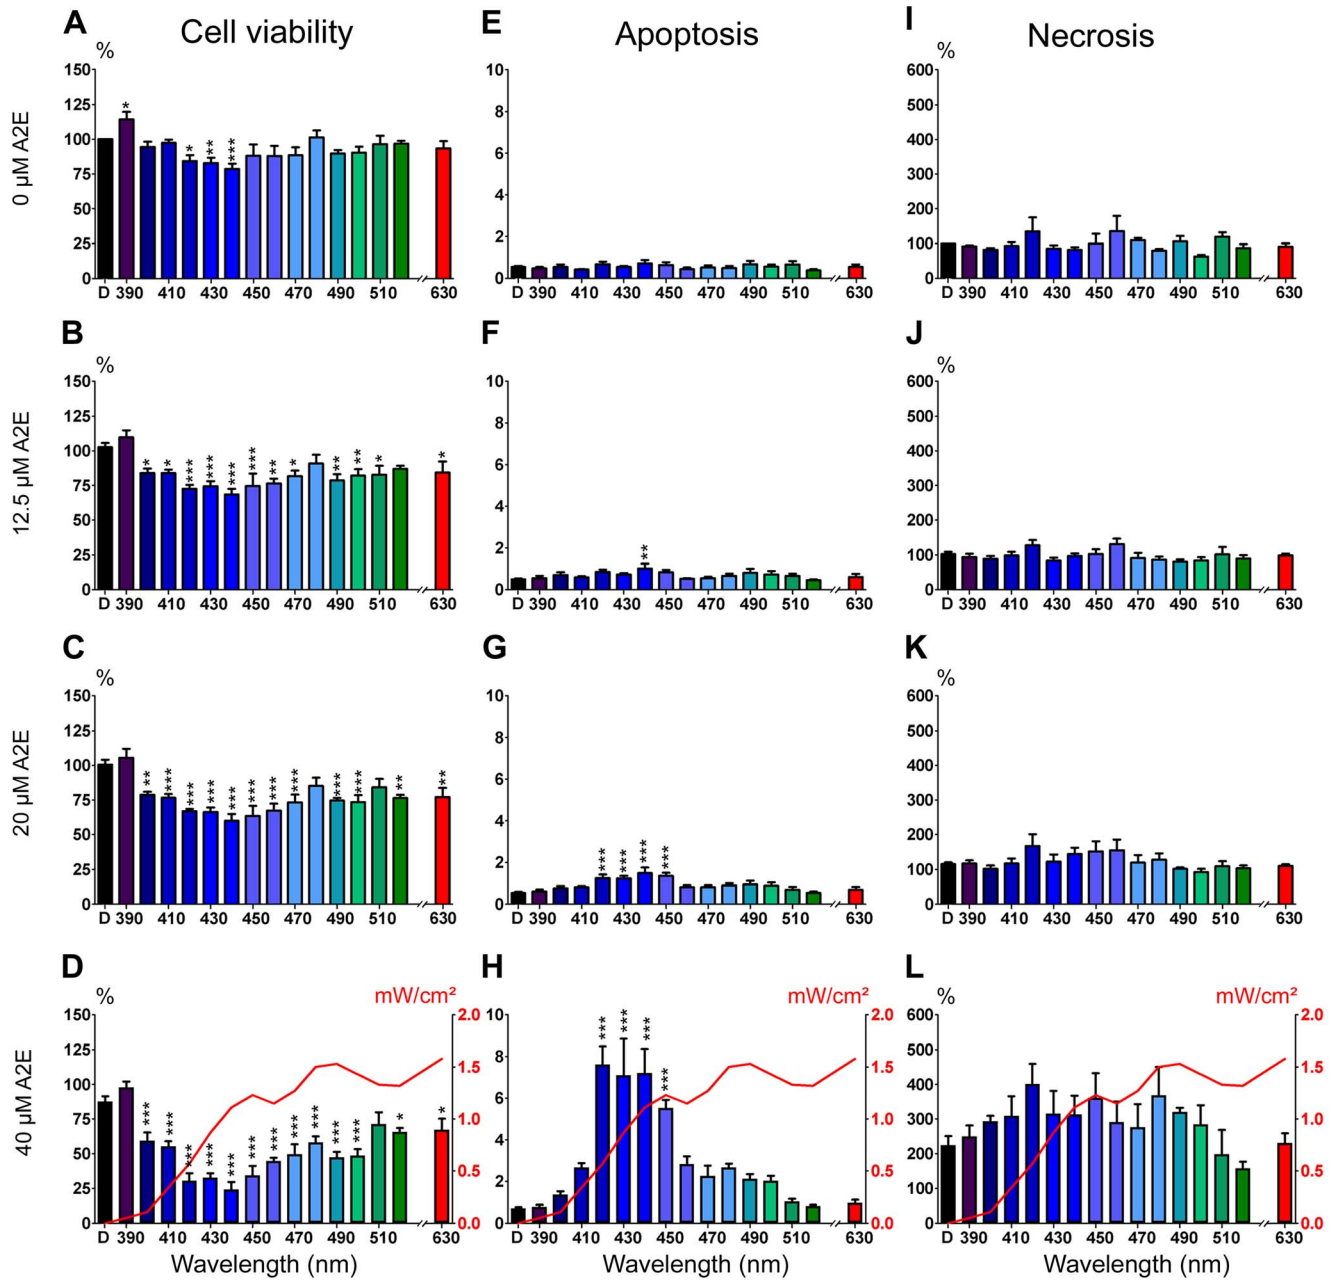 A Cell viability E Apoptosis I Necrosis
% %
150 10 600
125 500
100 8 400
75 6 300
50 4 200
25 2 100
0 0 0
* * ** ***
0 µM A2E
D 390 410 430 450 470 490 510 630 D 390 410 430 450 470 490 510 630 D 390 410 430 450 470 490 510 630
B F J
% %
150 10 600
125 500
100 8 400
75 6 300
50 4 200
25 2 100
0 0 0
* * *** *** *** *** ** * ** ** * * **
12.5 µM A2E
D 390 410 430 450 470 490 510 630 D 390 410 430 450 470 490 510 630 D 390 410 430 450 470 490 510 630
C G K
% %
150 10 600
125 500
100 8 400
75 6 300
50 4 200
25 2 100
0 0 0
** *** *** *** *** *** *** *** *** *** ** ** *** *** *** ***
20 µM A2E
D 390 410 430 450 470 490 510 630 D 390 410 430 450 470 490 510 630 D 390 410 430 450 470 490 510 630
D H L
% mW/cm² mW/cm² % mW/cm²
150 2.0 10 2.0 600 2.0
125 500
100 1.5 8 1.5 400 1.5
75 1.0 6 1.0 300 1.0
50 4 200
25 0.5 2 0.5 100 0.5
0 0.0 0 0.0 0 0.0
*** *** *** *** *** *** *** *** *** *** *** * * *** *** *** ***
40 µM A2E
D 390 410 430 450 470 490 510 630 D 390 410 430 450 470 490 510 630 D 390 410 430 450 470 490 510 630
Wavelength (nm) Wavelength (nm) Wavelength (nm)